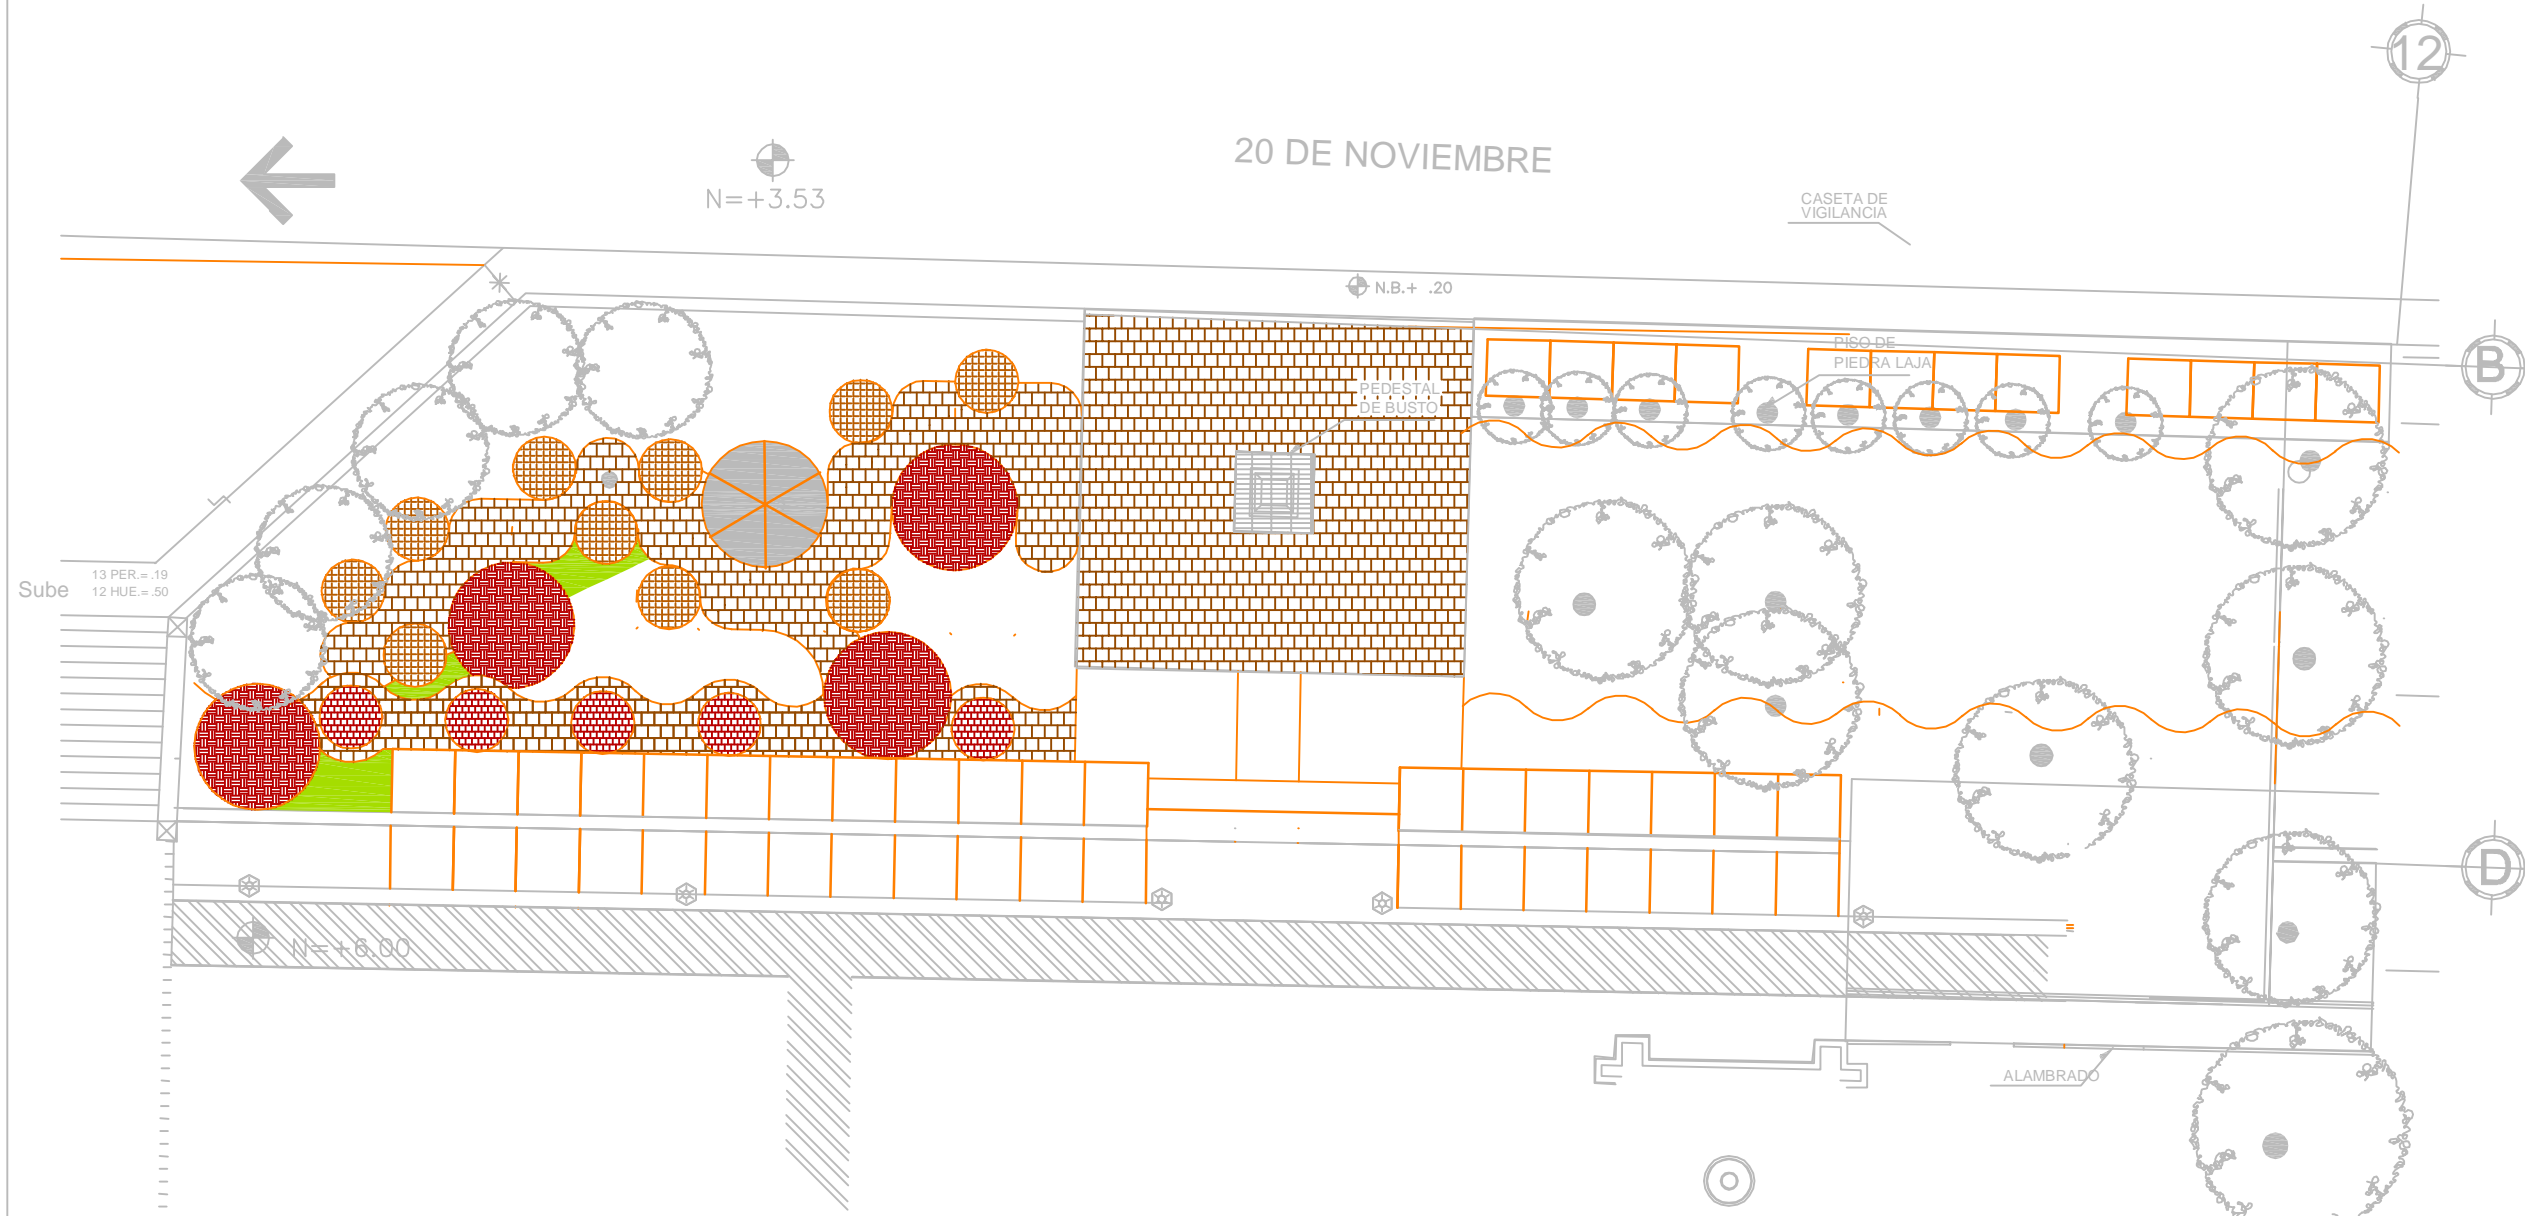 12
20 DE NOVIEMBRE
N=+3.53
CASETA DE
VIGILANCIA
N.B.+ .20
PISO DE
PIEDRA LAJA
B
PEDESTAL
DE BUSTO
Sube
13 PER.= .19
12 HUE.= .50
D
N=+6.00
ALAMBRADO